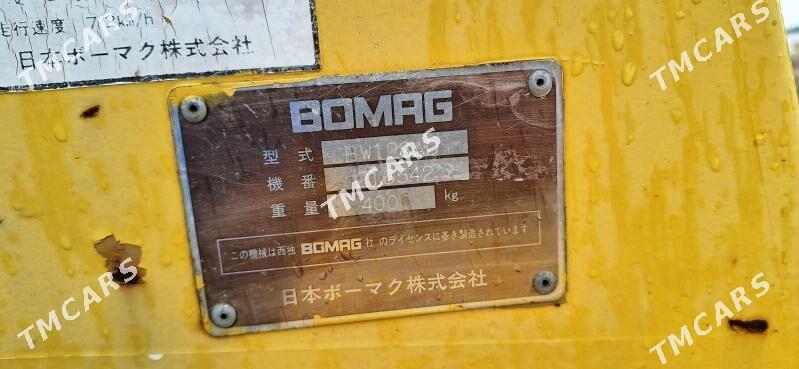 走行速度 7.2km/h
日本ボーマク株式会社
BOMAG
型式 BW12
機番 542
重量 4000 kg
この機械は西独 BOMAG 社 のライセンスに基き製造されています
日本ボーマク株式会社
TMCARS
TMCARS
TMCARS
TMCARS
TMCARS